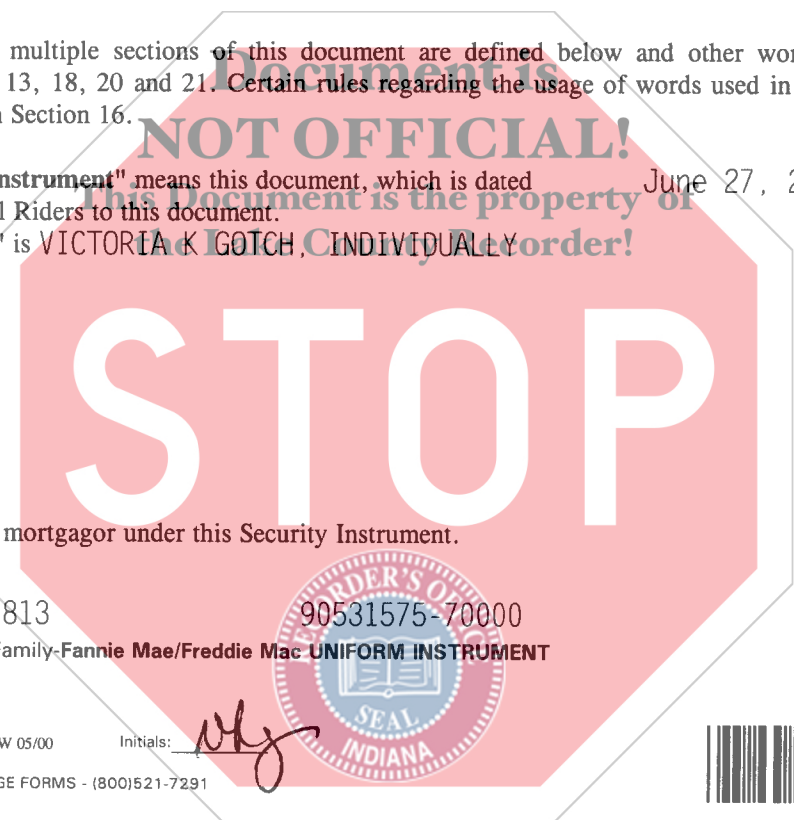 multiple sections of this document are defined below and other wor
13, 18, 20 and 21. Certain rules regarding the usage of words used in
Section 16.
Document is
NOT OFFICIAL!
This Document is the property of
the Lake County Recorder!
nstrument" means this document, which is dated June 27, 2
l Riders to this document.
" is VICTORIA K GOTCH, INDIVIDUALLY
STOP
mortgagor under this Security Instrument.
813 90531575-70000
Family-Fannie Mae/Freddie Mac UNIFORM INSTRUMENT
RECORDER'S OFFICE
SEAL
INDIANA
W 05/00 Initials:
GE FORMS - (800)521-7291